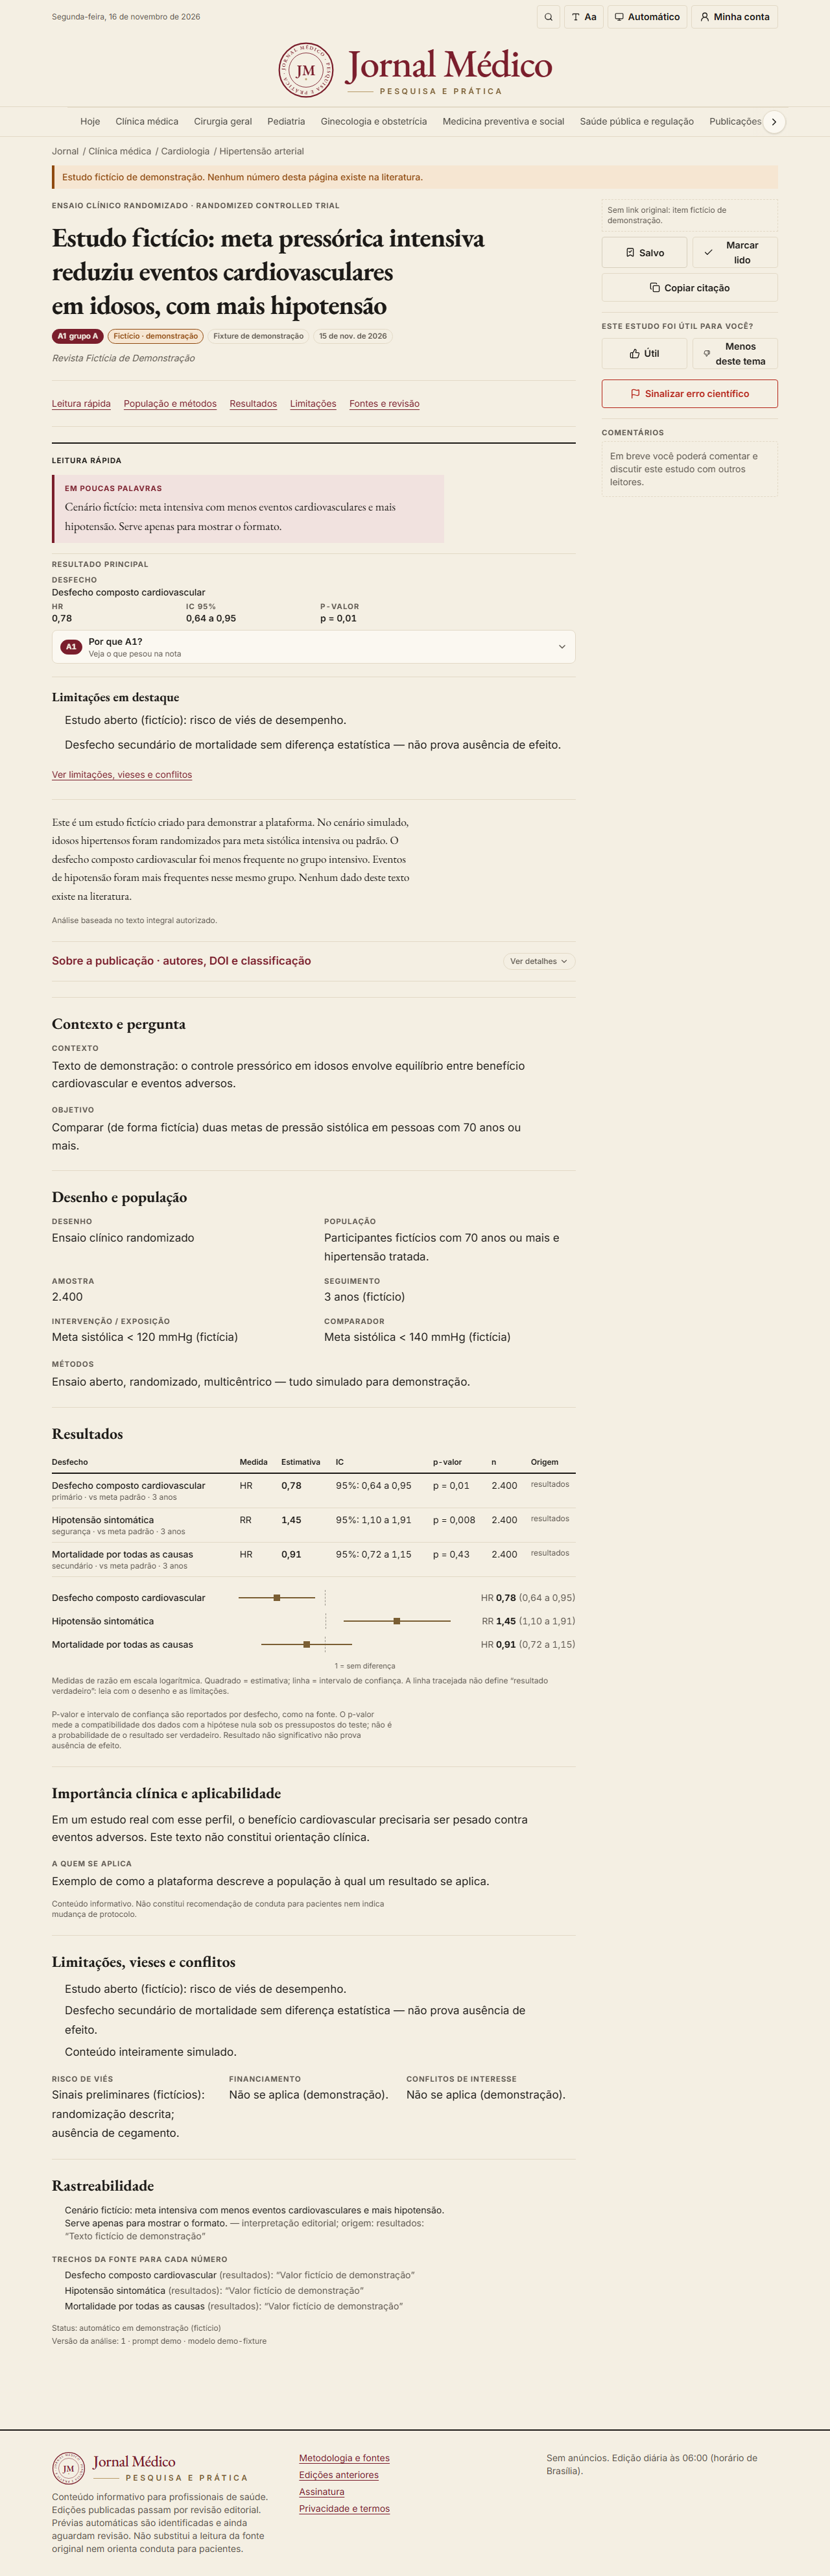 Segunda-feira, 16 de novembro de 2026
Aa
Automático
Minha conta
JORNAL MÉDICO
PESQUISA E PRÁTICA
JM
Jornal Médico
PESQUISA E PRÁTICA
Hoje
Clínica médica
Cirurgia geral
Pediatria
Ginecologia e obstetrícia
Medicina preventiva e social
Saúde pública e regulação
Publicações
Jornal / Clínica médica / Cardiologia / Hipertensão arterial
Estudo fictício de demonstração. Nenhum número desta página existe na literatura.
ENSAIO CLÍNICO RANDOMIZADO · RANDOMIZED CONTROLLED TRIAL
Estudo fictício: meta pressórica intensiva
reduziu eventos cardiovasculares
em idosos, com mais hipotensão
A1 grupo A
Fictício · demonstração
Fixture de demonstração
15 de nov. de 2026
Revista Fictícia de Demonstração
Leitura rápida
População e métodos
Resultados
Limitações
Fontes e revisão
Sem link original: item fictício de
demonstração.
Salvo
Marcar
lido
Copiar citação
ESTE ESTUDO FOI ÚTIL PARA VOCÊ?
Útil
Menos
deste tema
Sinalizar erro científico
COMENTÁRIOS
Em breve você poderá comentar e
discutir este estudo com outros
leitores.
LEITURA RÁPIDA
EM POUCAS PALAVRAS
Cenário fictício: meta intensiva com menos eventos cardiovasculares e mais
hipotensão. Serve apenas para mostrar o formato.
RESULTADO PRINCIPAL
DESFECHO
Desfecho composto cardiovascular
HR
IC 95%
P-VALOR
0,78
0,64 a 0,95
p = 0,01
A1
Por que A1?
Veja o que pesou na nota
Limitações em destaque
Estudo aberto (fictício): risco de viés de desempenho.
Desfecho secundário de mortalidade sem diferença estatística — não prova ausência de efeito.
Ver limitações, vieses e conflitos
Este é um estudo fictício criado para demonstrar a plataforma. No cenário simulado,
idosos hipertensos foram randomizados para meta sistólica intensiva ou padrão. O
desfecho composto cardiovascular foi menos frequente no grupo intensivo. Eventos
de hipotensão foram mais frequentes nesse mesmo grupo. Nenhum dado deste texto
existe na literatura.
Análise baseada no texto integral autorizado.
Sobre a publicação · autores, DOI e classificação
Ver detalhes
Contexto e pergunta
CONTEXTO
Texto de demonstração: o controle pressórico em idosos envolve equilíbrio entre benefício
cardiovascular e eventos adversos.
OBJETIVO
Comparar (de forma fictícia) duas metas de pressão sistólica em pessoas com 70 anos ou
mais.
Desenho e população
DESENHO
POPULAÇÃO
Ensaio clínico randomizado
Participantes fictícios com 70 anos ou mais e
hipertensão tratada.
AMOSTRA
SEGUIMENTO
2.400
3 anos (fictício)
INTERVENÇÃO / EXPOSIÇÃO
COMPARADOR
Meta sistólica < 120 mmHg (fictícia)
Meta sistólica < 140 mmHg (fictícia)
MÉTODOS
Ensaio aberto, randomizado, multicêntrico — tudo simulado para demonstração.
Resultados
Desfecho Medida Estimativa IC p-valor n Origem
Desfecho composto cardiovascular HR 0,78 95%: 0,64 a 0,95 p = 0,01 2.400 resultados
primário · vs meta padrão · 3 anos
Hipotensão sintomática RR 1,45 95%: 1,10 a 1,91 p = 0,008 2.400 resultados
segurança · vs meta padrão · 3 anos
Mortalidade por todas as causas HR 0,91 95%: 0,72 a 1,15 p = 0,43 2.400 resultados
secundário · vs meta padrão · 3 anos
Desfecho composto cardiovascular HR 0,78 (0,64 a 0,95)
Hipotensão sintomática RR 1,45 (1,10 a 1,91)
Mortalidade por todas as causas HR 0,91 (0,72 a 1,15)
1 = sem diferença
Medidas de razão em escala logarítmica. Quadrado = estimativa; linha = intervalo de confiança. A linha tracejada não define “resultado
verdadeiro”: leia com o desenho e as limitações.
P-valor e intervalo de confiança são reportados por desfecho, como na fonte. O p-valor
mede a compatibilidade dos dados com a hipótese nula sob os pressupostos do teste; não é
a probabilidade de o resultado ser verdadeiro. Resultado não significativo não prova
ausência de efeito.
Importância clínica e aplicabilidade
Em um estudo real com esse perfil, o benefício cardiovascular precisaria ser pesado contra
eventos adversos. Este texto não constitui orientação clínica.
A QUEM SE APLICA
Exemplo de como a plataforma descreve a população à qual um resultado se aplica.
Conteúdo informativo. Não constitui recomendação de conduta para pacientes nem indica
mudança de protocolo.
Limitações, vieses e conflitos
Estudo aberto (fictício): risco de viés de desempenho.
Desfecho secundário de mortalidade sem diferença estatística — não prova ausência de
efeito.
Conteúdo inteiramente simulado.
RISCO DE VIÉS
FINANCIAMENTO
CONFLITOS DE INTERESSE
Sinais preliminares (fictícios):
randomização descrita;
ausência de cegamento.
Não se aplica (demonstração).
Não se aplica (demonstração).
Rastreabilidade
Cenário fictício: meta intensiva com menos eventos cardiovasculares e mais hipotensão.
Serve apenas para mostrar o formato. — interpretação editorial; origem: resultados:
“Texto fictício de demonstração”
TRECHOS DA FONTE PARA CADA NÚMERO
Desfecho composto cardiovascular (resultados): “Valor fictício de demonstração”
Hipotensão sintomática (resultados): “Valor fictício de demonstração”
Mortalidade por todas as causas (resultados): “Valor fictício de demonstração”
Status: automático em demonstração (fictício)
Versão da análise: 1 · prompt demo · modelo demo-fixture
JM
Jornal Médico
PESQUISA E PRÁTICA
Conteúdo informativo para profissionais de saúde.
Edições publicadas passam por revisão editorial.
Prévias automáticas são identificadas e ainda
aguardam revisão. Não substitui a leitura da fonte
original nem orienta conduta para pacientes.
Metodologia e fontes
Edições anteriores
Assinatura
Privacidade e termos
Sem anúncios. Edição diária às 06:00 (horário de
Brasília).